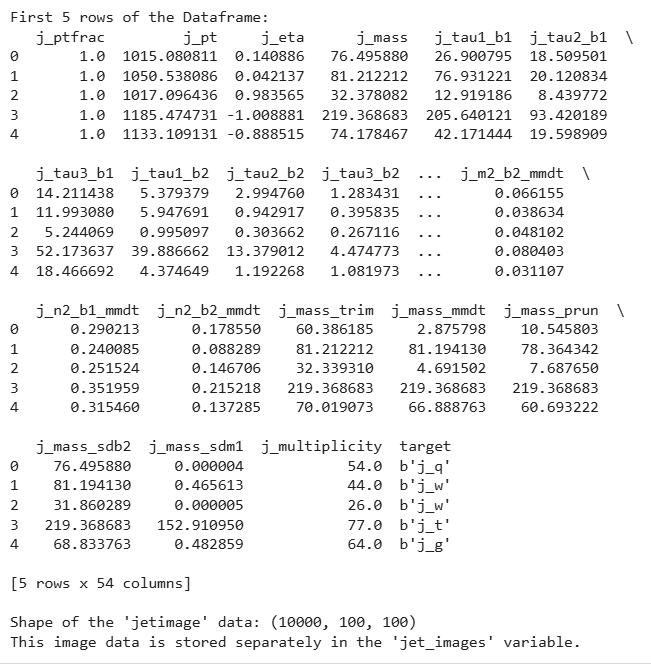 First 5 rows of the Dataframe:
j_ptfrac j_pt j_eta j_mass j_tau1_b1 j_tau2_b1 \
0 1.0 1015.080811 0.140886 76.495880 26.900795 18.509501
1 1.0 1050.538086 0.042137 81.212212 76.931221 20.120834
2 1.0 1017.096436 0.983565 32.378082 12.919186 8.439772
3 1.0 1185.474731 -1.008881 219.368683 205.640121 93.420189
4 1.0 1133.109131 -0.888515 74.178467 42.171444 19.598909
j_tau3_b1 j_tau1_b2 j_tau2_b2 j_tau3_b2 ... j_m2_b2_mmdt \
0 14.211438 5.379379 2.994760 1.283431 ... 0.066155
1 11.993080 5.947691 0.942917 0.395835 ... 0.038634
2 5.244069 0.995097 0.303662 0.267116 ... 0.048102
3 52.173637 39.886662 13.379012 4.474773 ... 0.080403
4 18.466692 4.374649 1.192268 1.081973 ... 0.031107
j_n2_b1_mmdt j_n2_b2_mmdt j_mass_trim j_mass_mmdt j_mass_prun \
0 0.290213 0.178550 60.386185 2.875798 10.545803
1 0.240085 0.088289 81.212212 81.194130 78.364342
2 0.251524 0.146706 32.339310 4.691502 7.687650
3 0.351959 0.215218 219.368683 219.368683 219.368683
4 0.315460 0.137285 70.019073 66.888763 60.693222
j_mass_sdb2 j_mass_sdm1 j_multiplicity target
0 76.495880 0.000004 54.0 b'j_q'
1 81.194130 0.465613 44.0 b'j_w'
2 31.860289 0.000005 26.0 b'j_w'
3 219.368683 152.910950 77.0 b'j_t'
4 68.833763 0.482859 64.0 b'j_g'
[5 rows x 54 columns]
Shape of the 'jetimage' data: (10000, 100, 100)
This image data is stored separately in the 'jet_images' variable.